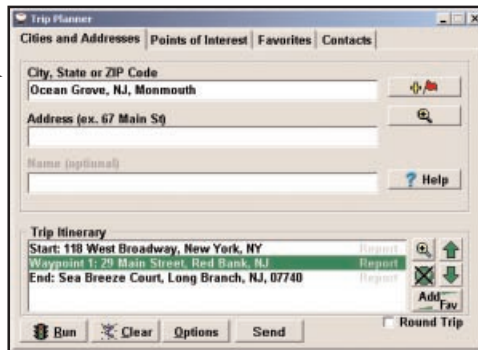 Trip Planner
Cities and Addresses Points of Interest Favorites Contacts
City, State or ZIP Code
Ocean Grove, NJ, Monmouth
Address (ex. 67 Main St)
Name (optional)
Help
Trip Itinerary
Start: 118 West Broadway, New York, NY Report
Waypoint 1: 29 Main Street, Red Bank, NJ Report
End: Sea Breeze Court, Long Branch, NJ, 07740 Report
Add Fav
Run Clear Options Send Round Trip